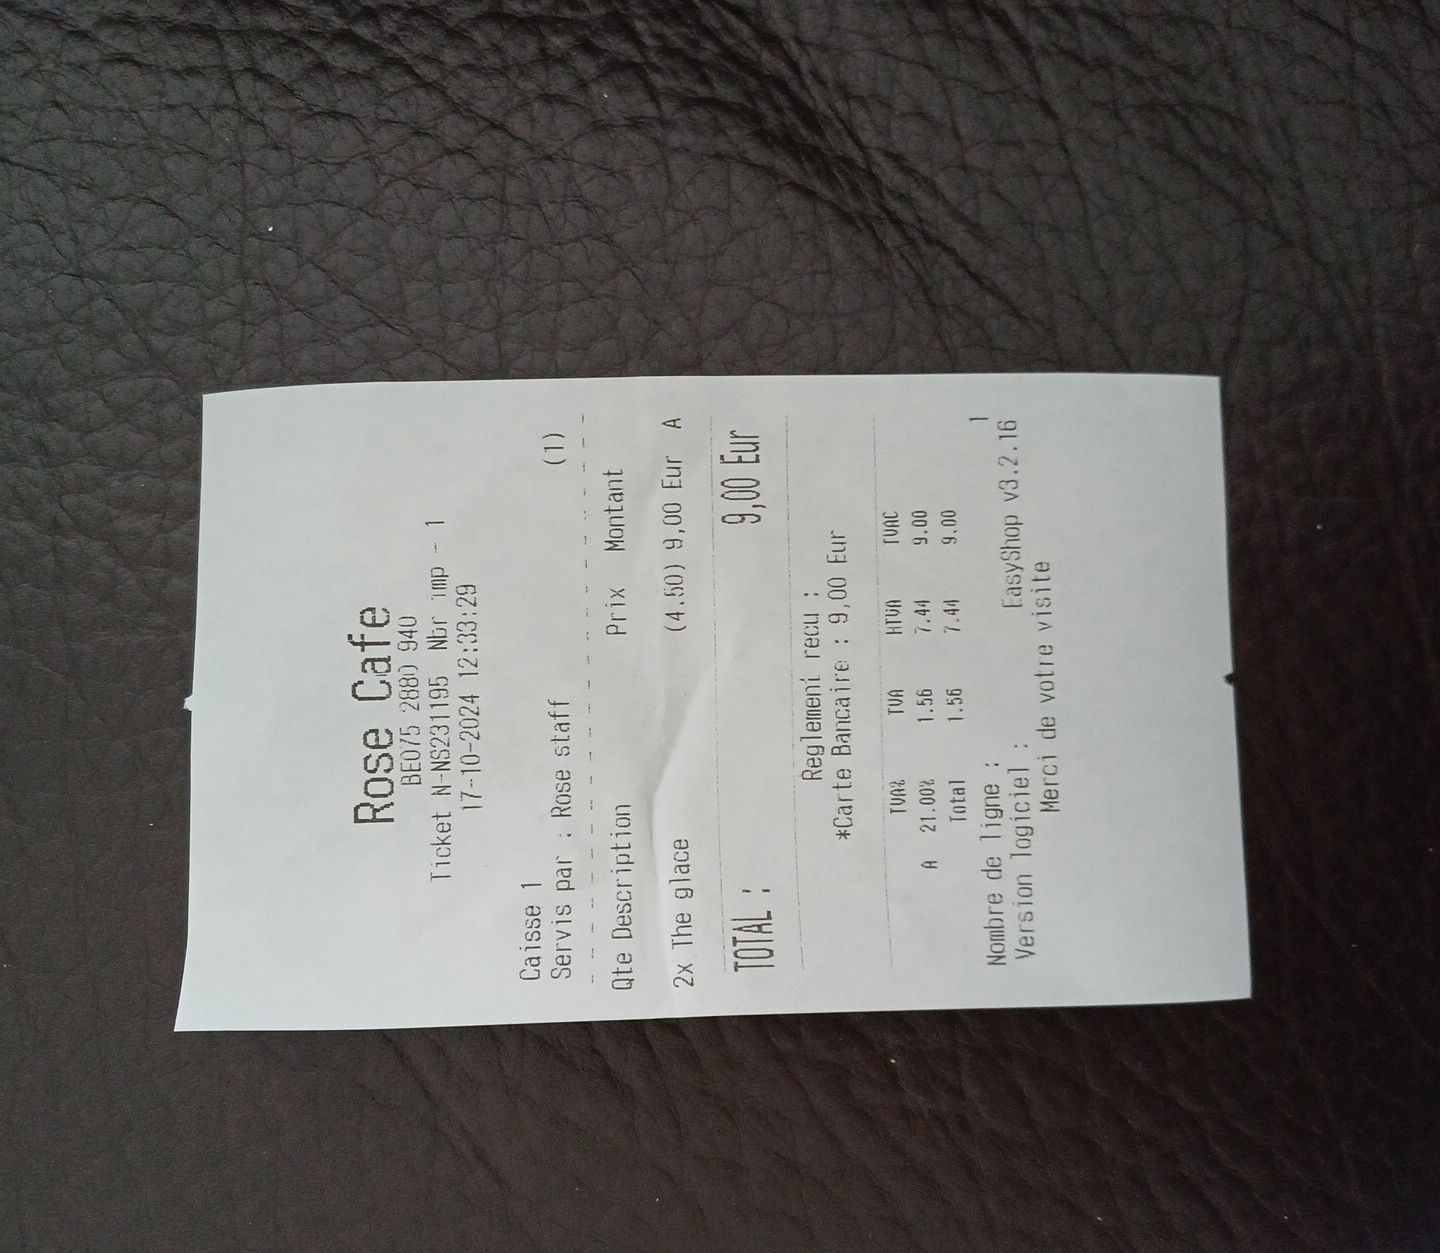 Rose Cafe
BE075 2880 940
Ticket N-NS231195 Nbr imp - 1
17-10-2024 12:33:29
Caisse 1
Servis par : Rose staff (1)
Qte Description Prix Montant
2x The glace (4.50) 9,00 Eur A
TOTAL : 9,00 Eur
Reglement recu :
*Carte Bancaire : 9,00 Eur
TVA% TVA HTVA TVAC
A 21.00% 1.56 7.44 9.00
Total 1.56 7.44 9.00
Nombre de ligne : 1
Version logiciel : EasyShop v3.2.16
Merci de votre visite